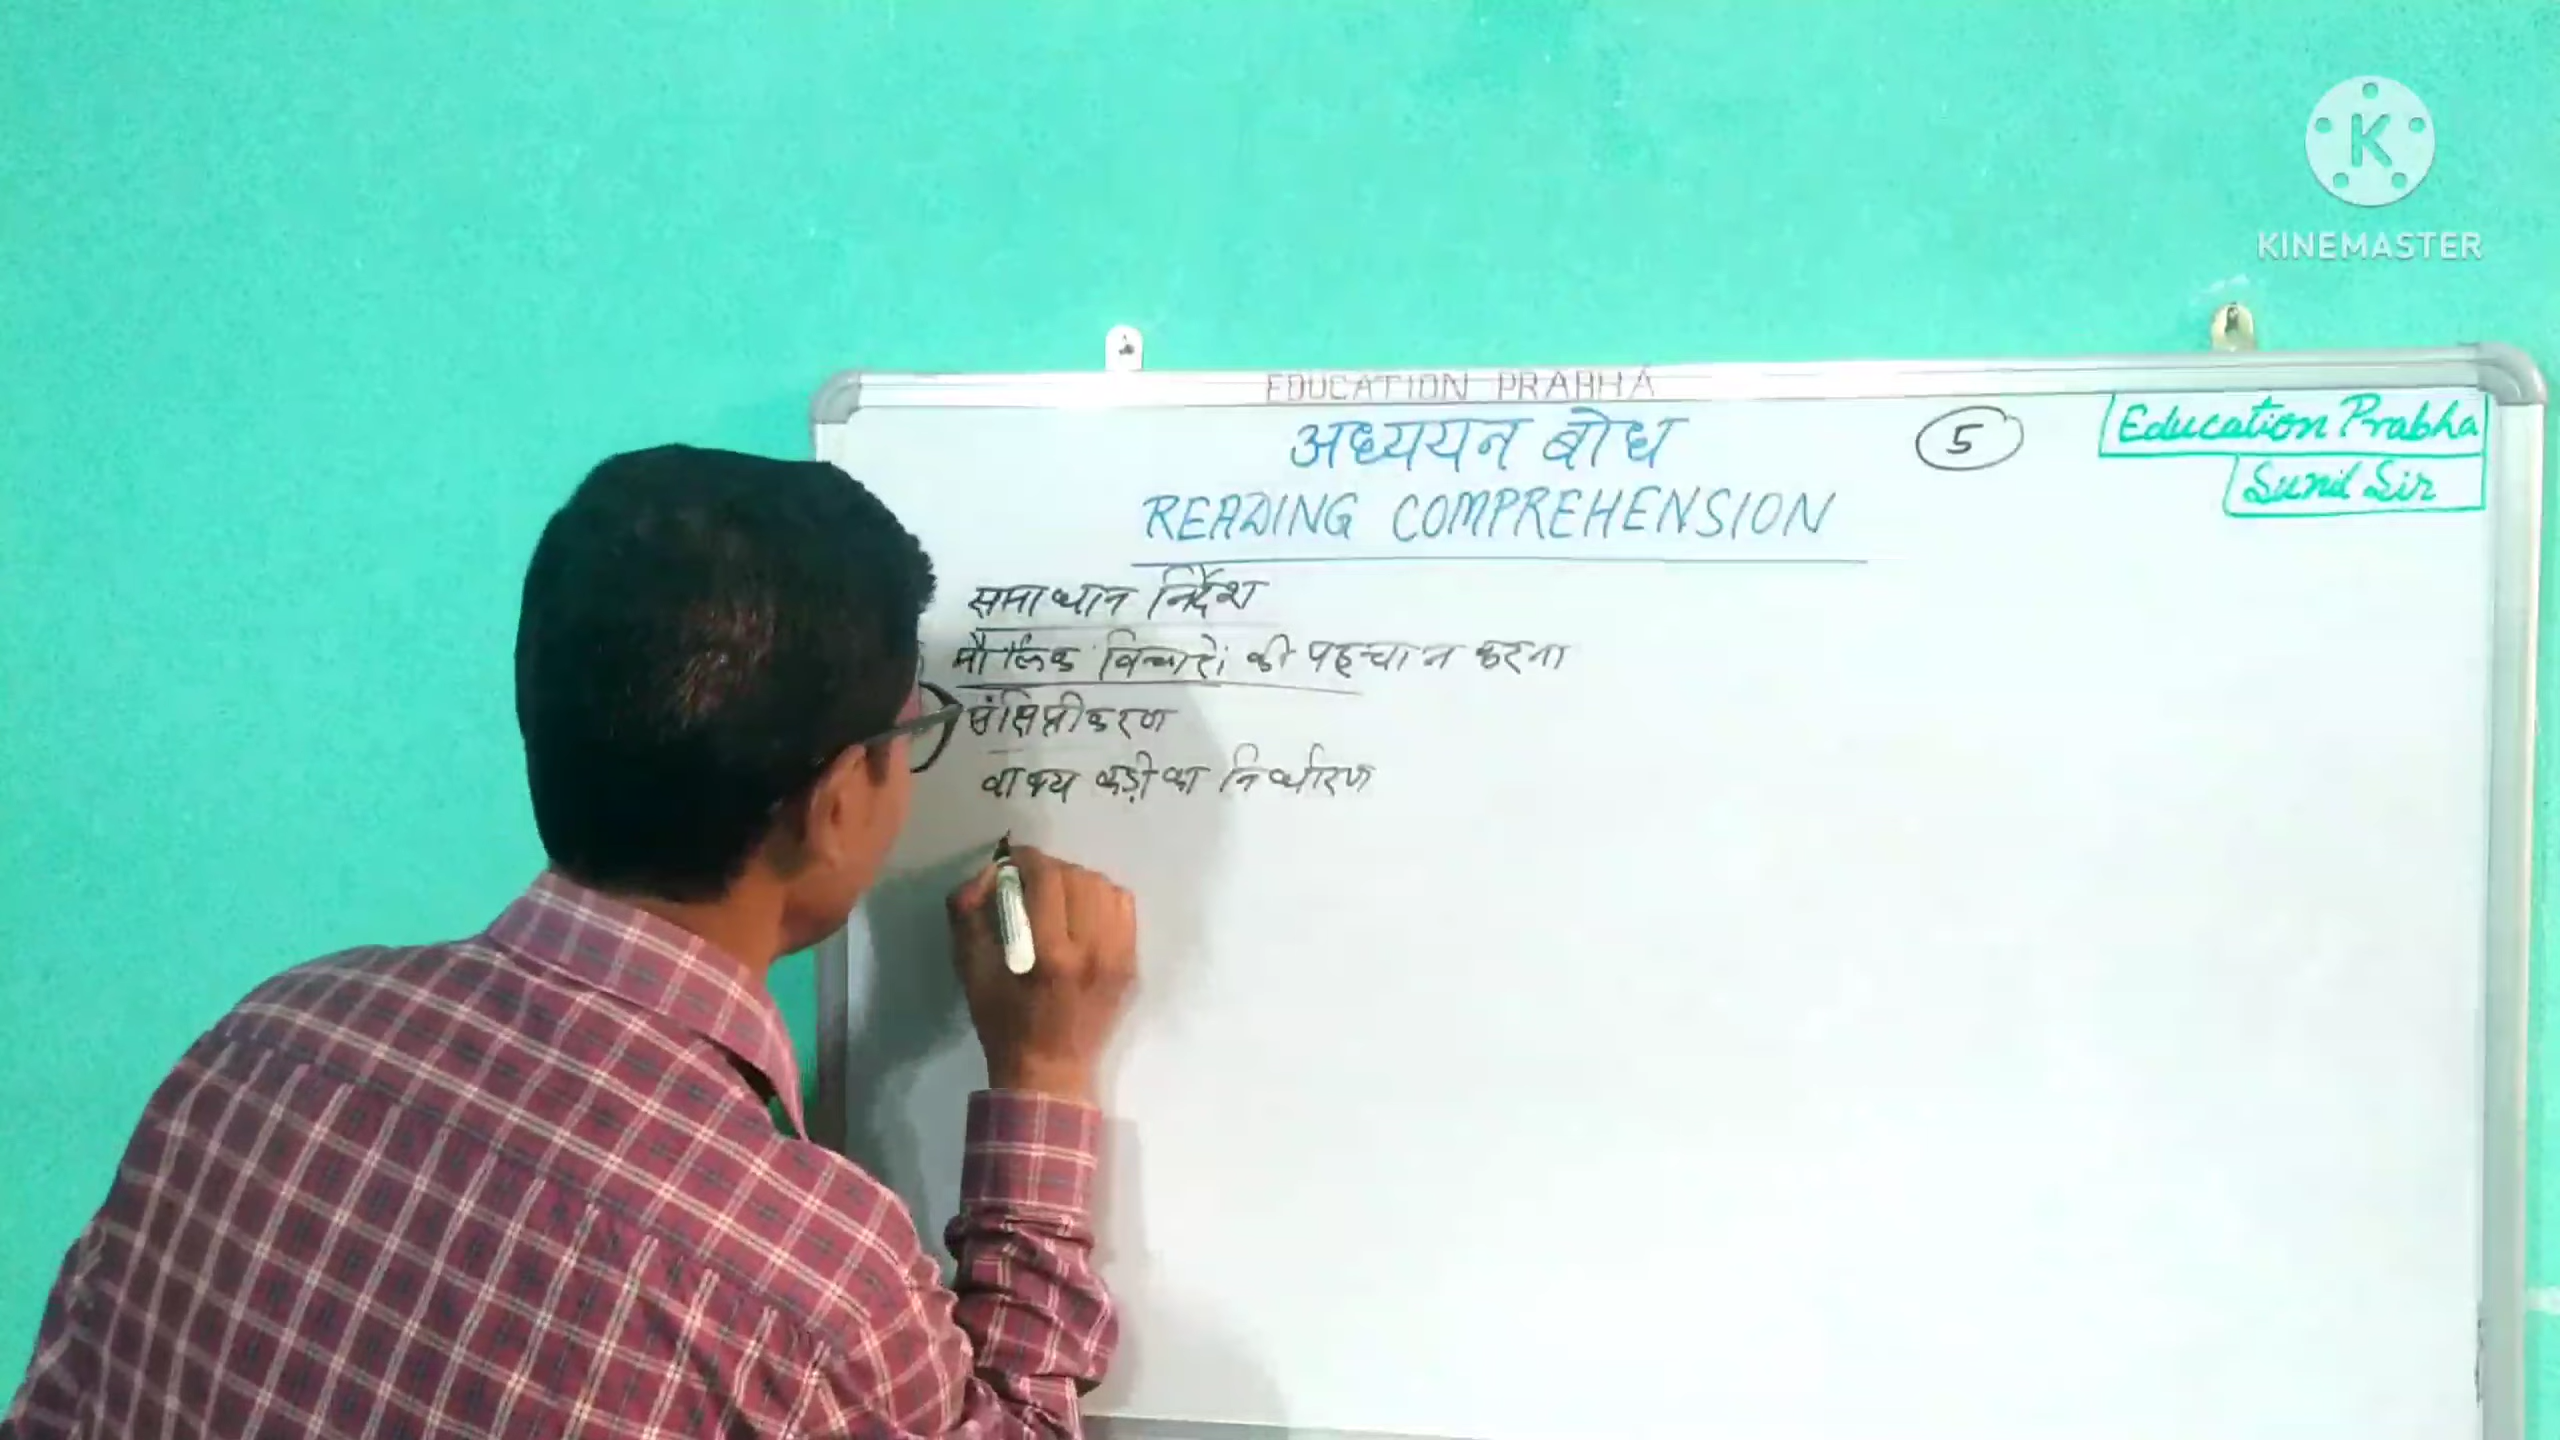 K
KINEMASTER
EDUCATION PRABHA
अध्ययन बोध
READING COMPREHENSION
5
Education Prabha
Sunil Sir
समाधान निर्देश
मौलिक विचारों की पहचान करना
संक्षिप्तीकरण
वाक्य कड़ी का निर्धारण